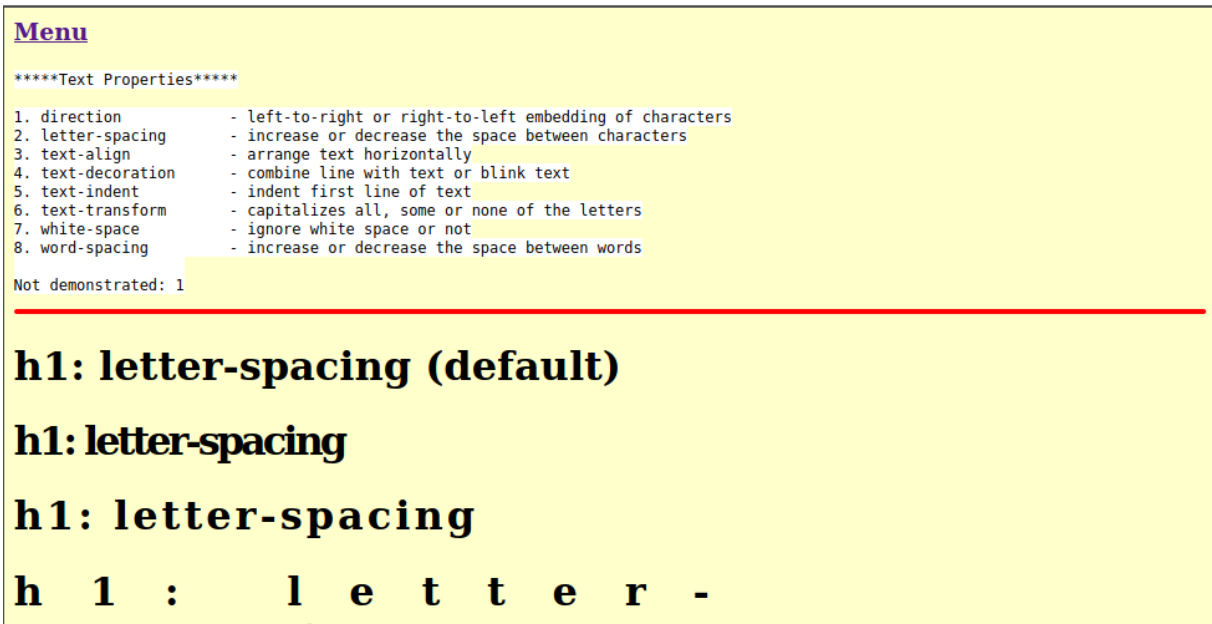 Menu
*****Text Properties*****
1. direction - left-to-right or right-to-left embedding of characters
2. letter-spacing - increase or decrease the space between characters
3. text-align - arrange text horizontally
4. text-decoration - combine line with text or blink text
5. text-indent - indent first line of text
6. text-transform - capitalizes all, some or none of the letters
7. white-space - ignore white space or not
8. word-spacing - increase or decrease the space between words
Not demonstrated: 1
h1: letter-spacing (default)
h1: letter-spacing
h1: letter-spacing
h 1 : l e t t e r -